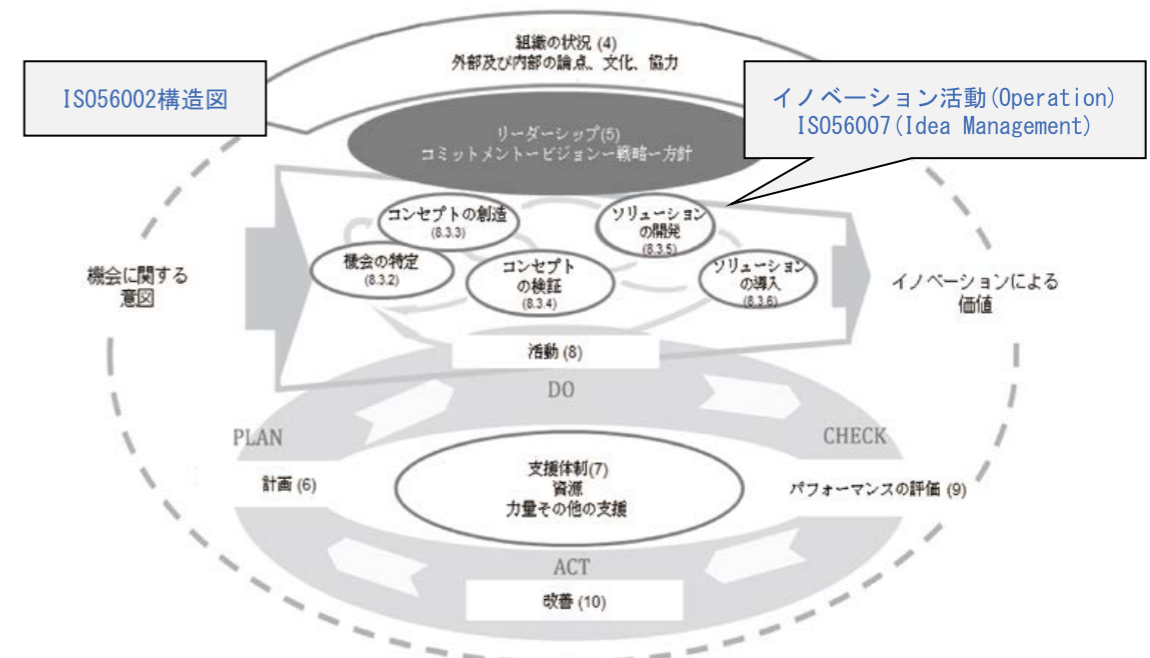 組織の状況 (4)
外部及び内部の論点、文化、協力
ISO56002構造図
イノベーション活動(Operation)
ISO56007(Idea Management)
リーダーシップ(5)
コミットメントービジョンー戦略ー方針
コンセプトの創造
(8.3.3)
ソリューション
の開発
(8.3.5)
機会の特定
(8.3.2)
コンセプト
の検証
(8.3.4)
ソリューション
の導入
(8.3.6)
機会に関する
意図
イノベーションによる
価値
活動 (8)
DO
PLAN
CHECK
計画 (6)
支援体制(7)
資源
力量その他の支援
パフォーマンスの評価 (9)
ACT
改善 (10)